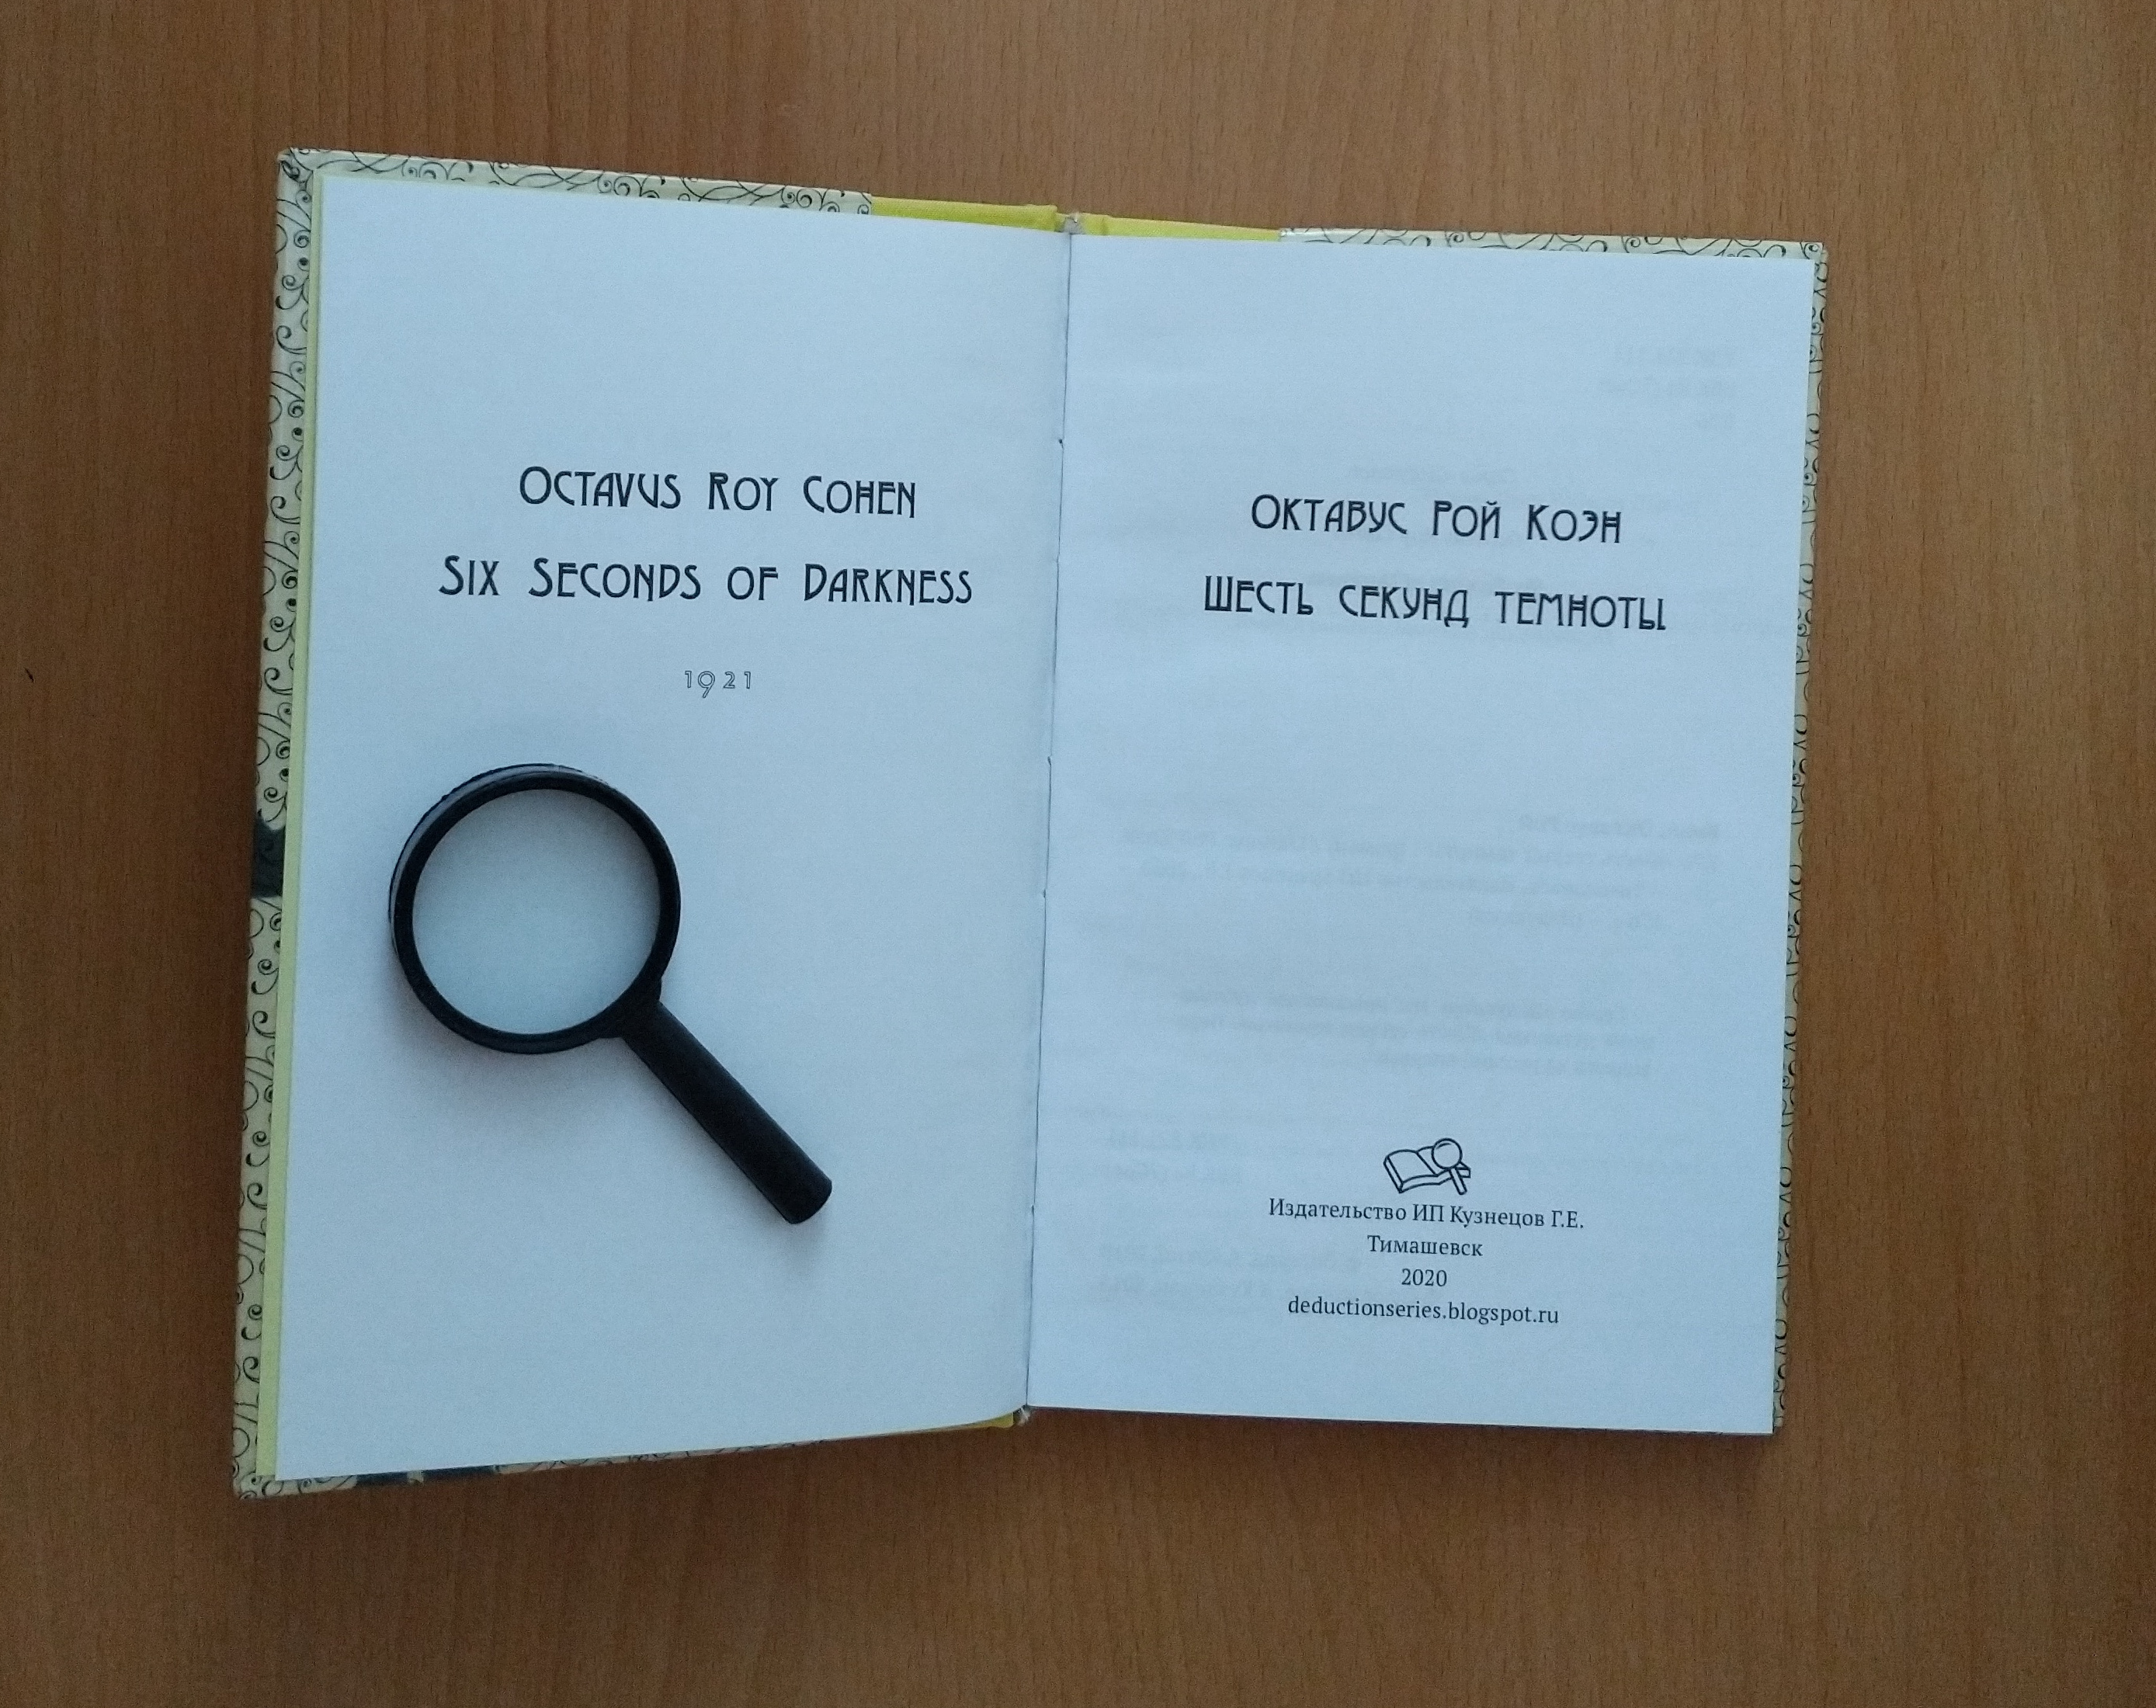 Octavus Roy Cohen
Six Seconds of Darkness
1921
Октавус Рой Коэн
Шесть секунд темноты
Издательство ИП Кузнецов Г.Е.
Тимашевск
2020
deductionseries.blogspot.ru